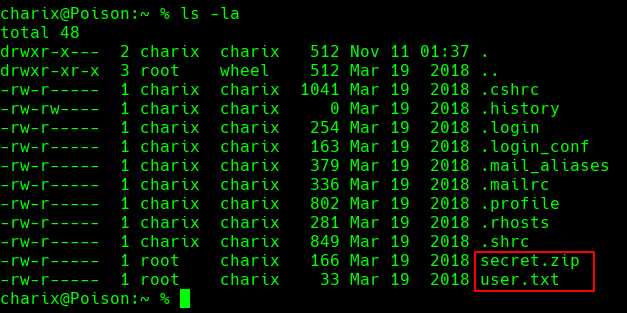 charix@Poison:~ % ls -la
total 48
drwxr-x---  2 charix  charix   512 Nov 11 01:37 .
drwxr-xr-x  3 root    wheel    512 Mar 19  2018 ..
-rw-r-----  1 charix  charix  1041 Mar 19  2018 .cshrc
-rw-rw----  1 charix  charix     0 Mar 19  2018 .history
-rw-r-----  1 charix  charix   254 Mar 19  2018 .login
-rw-r-----  1 charix  charix   163 Mar 19  2018 .login_conf
-rw-r-----  1 charix  charix   379 Mar 19  2018 .mail_aliases
-rw-r-----  1 charix  charix   336 Mar 19  2018 .mailrc
-rw-r-----  1 charix  charix   802 Mar 19  2018 .profile
-rw-r-----  1 charix  charix   281 Mar 19  2018 .rhosts
-rw-r-----  1 charix  charix   849 Mar 19  2018 .shrc
-rw-r-----  1 root    charix   166 Mar 19  2018 secret.zip
-rw-r-----  1 root    charix    33 Mar 19  2018 user.txt
charix@Poison:~ %